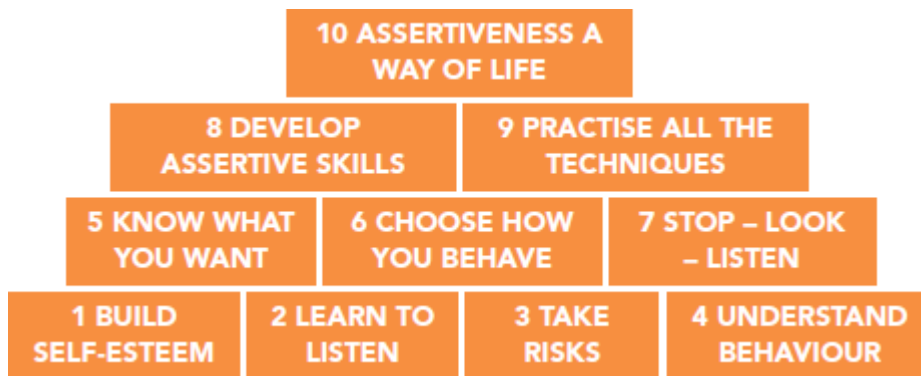 10 ASSERTIVENESS A
WAY OF LIFE
8 DEVELOP
ASSERTIVE SKILLS
9 PRACTISE ALL THE
TECHNIQUES
5 KNOW WHAT
YOU WANT
6 CHOOSE HOW
YOU BEHAVE
7 STOP – LOOK
– LISTEN
1 BUILD
SELF-ESTEEM
2 LEARN TO
LISTEN
3 TAKE
RISKS
4 UNDERSTAND
BEHAVIOUR